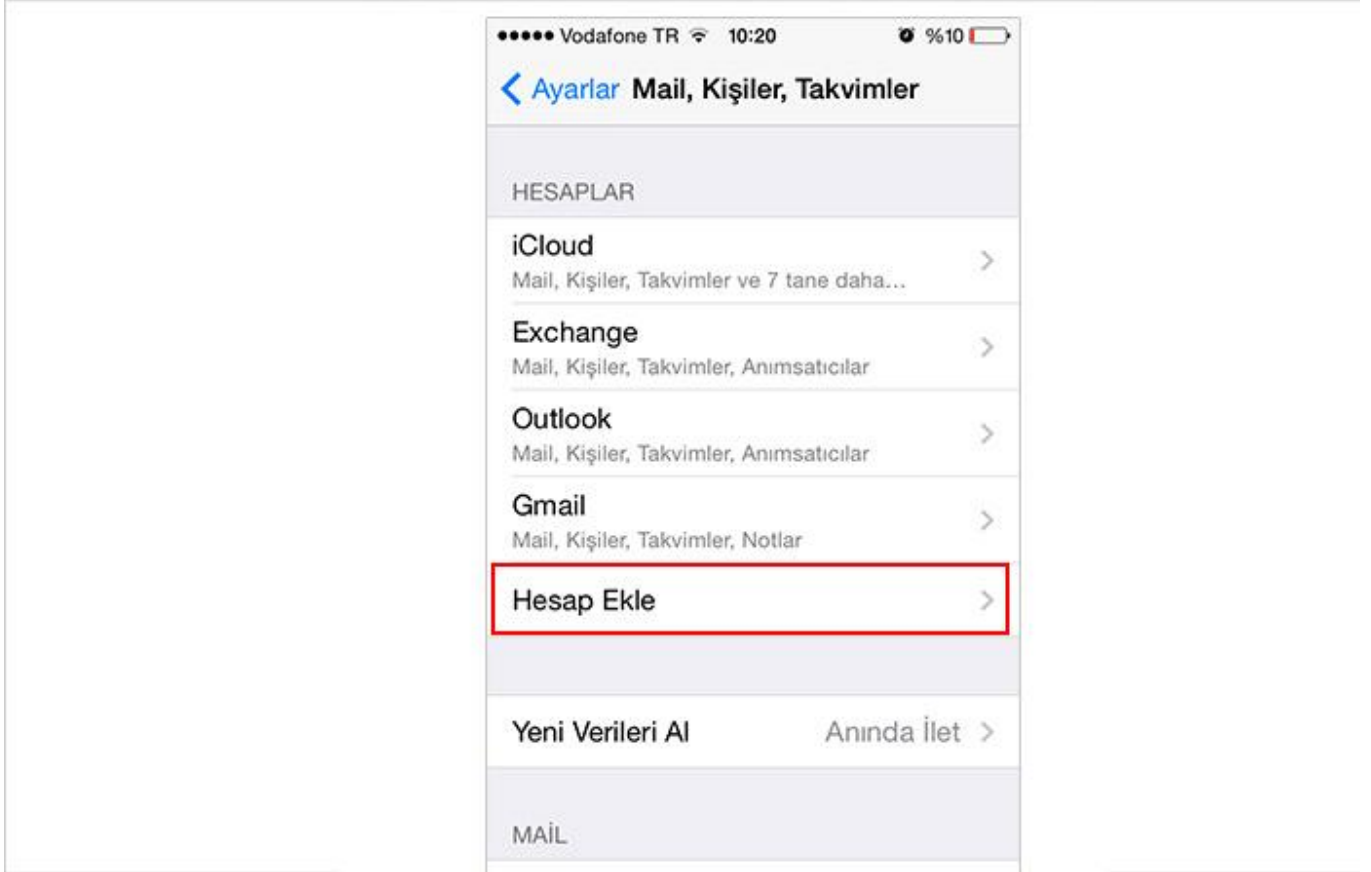 Vodafone TR 10:20 %10
Ayarlar Mail, Kişiler, Takvimler
HESAPLAR
iCloud
Mail, Kişiler, Takvimler ve 7 tane daha...
Exchange
Mail, Kişiler, Takvimler, Anımsatıcılar
Outlook
Mail, Kişiler, Takvimler, Anımsatıcılar
Gmail
Mail, Kişiler, Takvimler, Notlar
Hesap Ekle
Yeni Verileri Al Anında İlet
MAİL